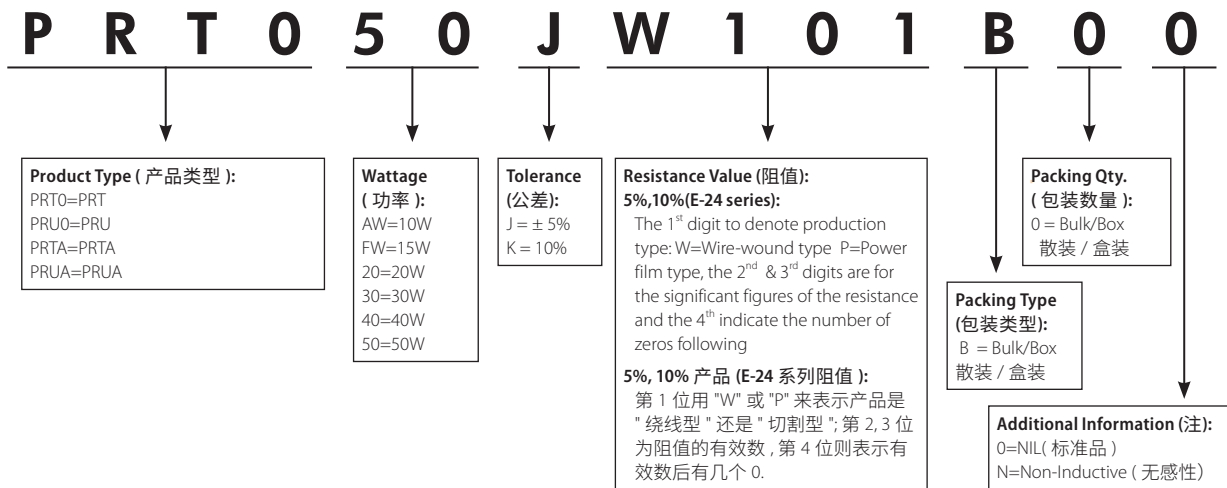 PRT050JW101B00
Product Type ( 产品类型 ):
PRT0=PRT
PRU0=PRU
PRTA=PRTA
PRUA=PRUA
Wattage
( 功率 ):
AW=10W
FW=15W
20=20W
30=30W
40=40W
50=50W
Tolerance
(公差):
J = ± 5%
K = 10%
Resistance Value (阻值):
5%,10%(E-24 series):
The 1st digit to denote production
type: W=Wire-wound type P=Power
film type, the 2nd & 3rd digits are for
the significant figures of the resistance
and the 4th indicate the number of
zeros following
5%, 10% 产品 (E-24 系列阻值 ):
第 1 位用 "W" 或 "P" 来表示产品是
" 绕线型 " 还是 " 切割型 "; 第 2, 3 位
为阻值的有效数 , 第 4 位则表示有
效数后有几个 0.
Packing Type
(包装类型):
B = Bulk/Box
散装 / 盒装
Packing Qty.
( 包装数量 ):
0 = Bulk/Box
散装 / 盒装
Additional Information (注):
0=NIL( 标准品 )
N=Non-Inductive ( 无感性)